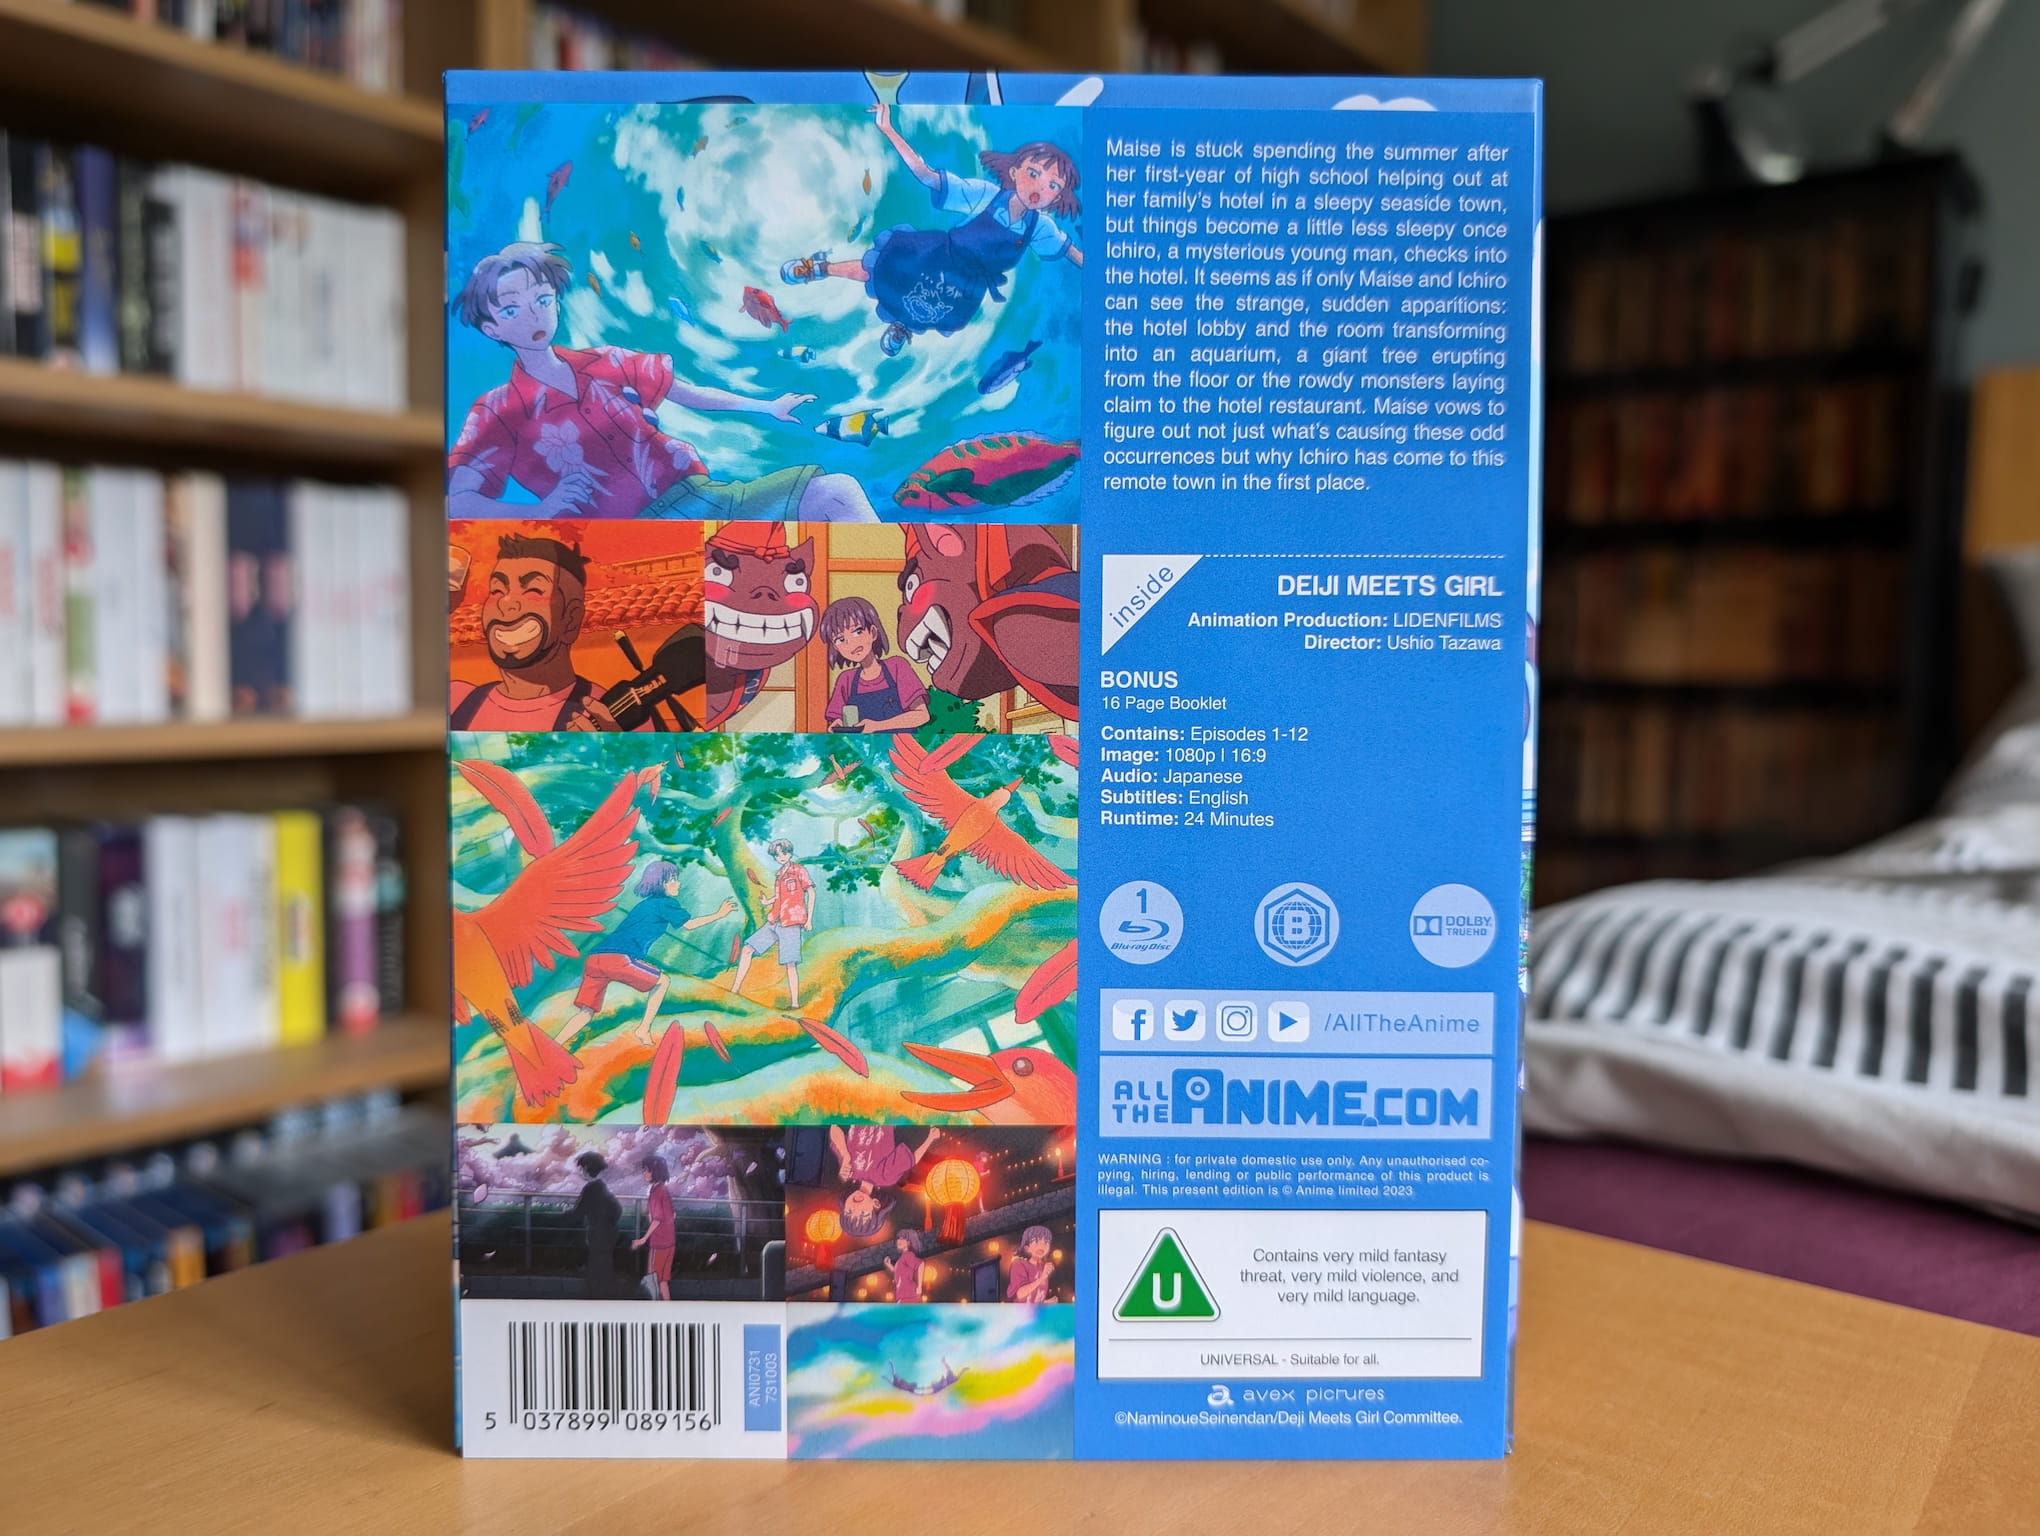 Maise is stuck spending the summer after
her first-year of high school helping out at
her family's hotel in a sleepy seaside town,
but things become a little less sleepy once
Ichiro, a mysterious young man, checks into
the hotel. It seems as if only Maise and Ichiro
can see the strange, sudden apparitions:
the hotel lobby and the room transforming
into an aquarium, a giant tree erupting
from the floor or the rowdy monsters laying
claim to the hotel restaurant. Maise vows to
figure out not just what's causing these odd
occurrences but why Ichiro has come to this
remote town in the first place.
inside
DEIJI MEETS GIRL
Animation Production: LIDENFILMS
Director: Ushio Tazawa
BONUS
16 Page Booklet
Contains: Episodes 1-12
Image: 1080p | 16:9
Audio: Japanese
Subtitles: English
Runtime: 24 Minutes
1
Blu-ray Disc
B
DOLBY
TRUEHD
/AllTheAnime
ALL THE ANIME.COM
WARNING : for private domestic use only. Any unauthorised co-
pying, hiring, lending or public performance of this product is
illegal. This present edition is © Anime limited 2023
U
Contains very mild fantasy
threat, very mild violence, and
very mild language.
UNIVERSAL - Suitable for all.
avex pictures
©NaminoueSeinendan/Deji Meets Girl Committee.
ANI0731
731003
5 037899 089156